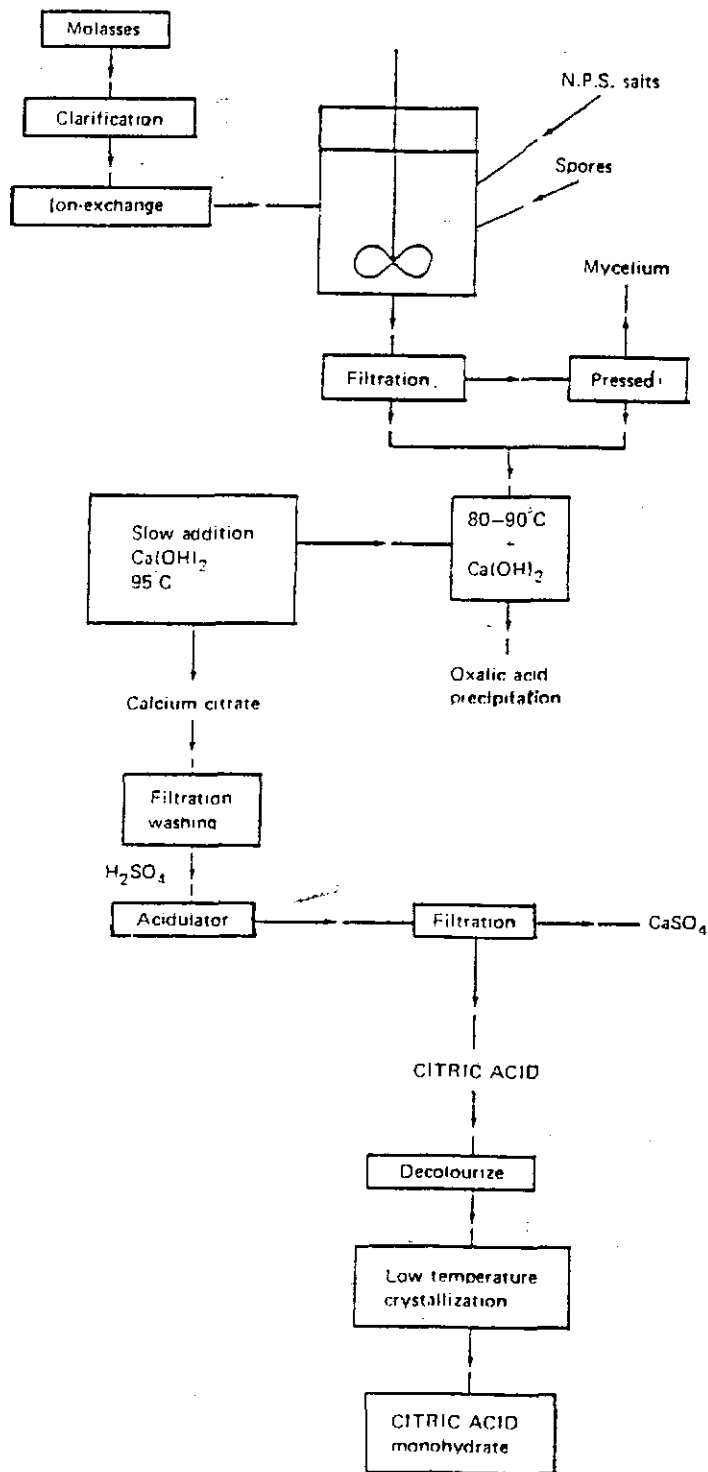 Molasses
Clarification
Ion-exchange
N.P.S. salts
Spores
Mycelium
Filtration
Pressed
80–90°C
+
Ca(OH)₂
Slow addition
Ca(OH)₂
95°C
Oxalic acid
precipitation
Calcium citrate
Filtration
washing
H₂SO₄
Acidulator
Filtration
CaSO₄
CITRIC ACID
Decolourize
Low temperature
crystallization
CITRIC ACID
monohydrate